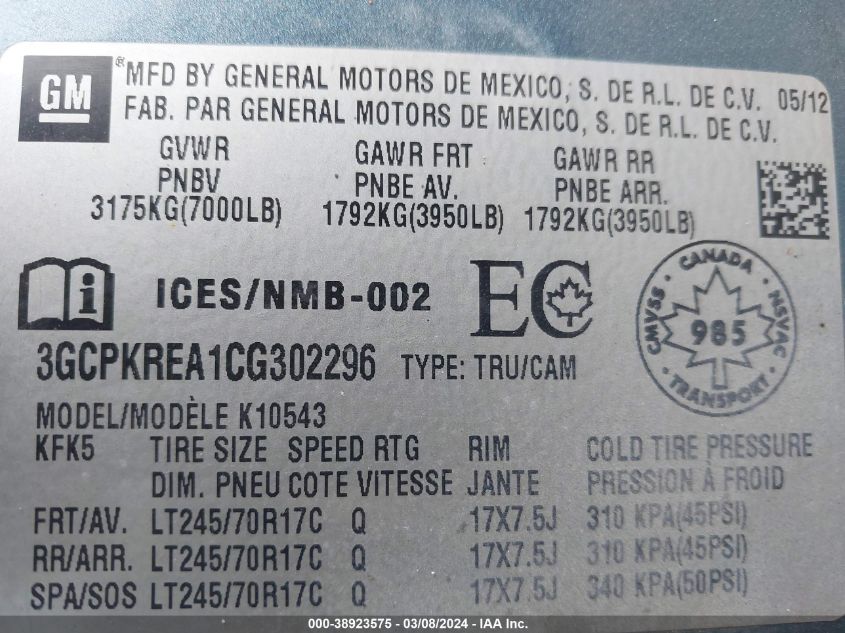 GM
® MFD BY GENERAL MOTORS DE MEXICO, S. DE R.L. DE C.V. 05/12
FAB. PAR GENERAL MOTORS DE MEXICO, S. DE R.L. DE C.V.
GVWR GAWR FRT GAWR RR
PNBV PNBE AV. PNBE ARR.
3175KG(7000LB) 1792KG(3950LB) 1792KG(3950LB)
i ICES/NMB-002 EC
CANADA
CMVSS 985 NSVAC
TRANSPORT
3GCPKREA1CG302296 TYPE: TRU/CAM
MODEL/MODÈLE K10543
KFK5 TIRE SIZE SPEED RTG RIM COLD TIRE PRESSURE
DIM. PNEU COTE VITESSE JANTE PRESSION À FROID
FRT/AV. LT245/70R17C Q 17X7.5J 310 KPA(45PSI)
RR/ARR. LT245/70R17C Q 17X7.5J 310 KPA(45PSI)
SPA/SOS LT245/70R17C Q 17X7.5J 340 KPA(50PSI)
000-38923575 - 03/08/2024 - IAAI Inc.